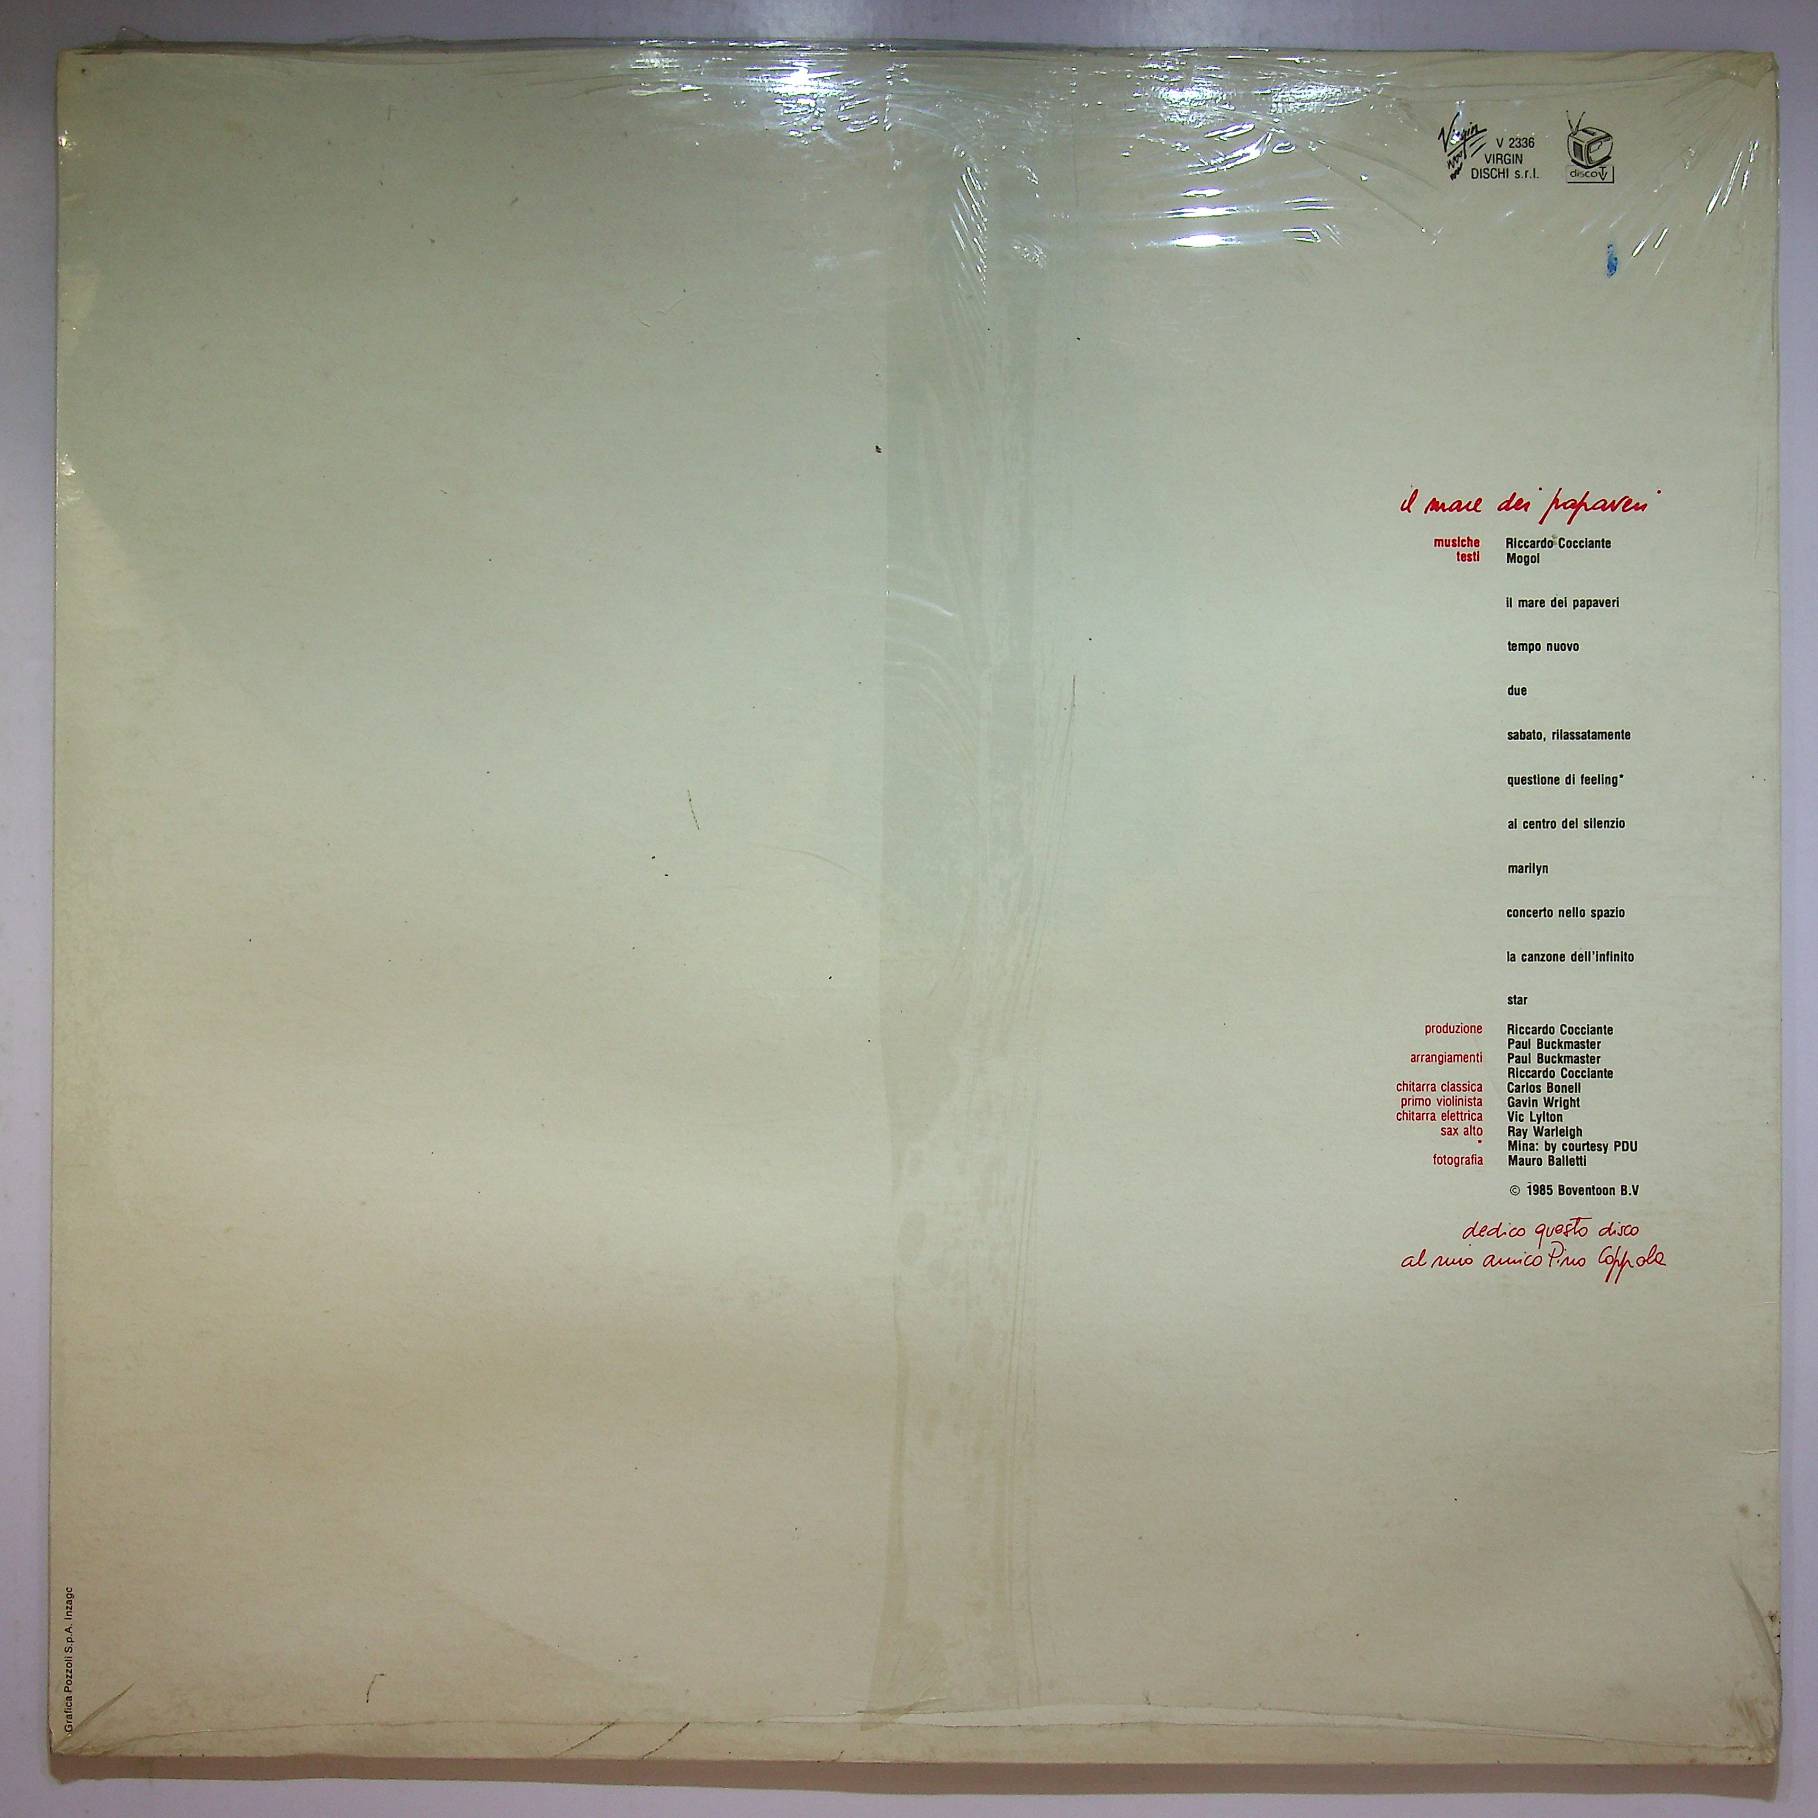 Virgin
V 2336
VIRGIN
DISCHI s.r.l.
discoTV
il mare dei papaveri
musiche Riccardo Cocciante
testi Mogol
il mare dei papaveri
tempo nuovo
due
sabato, rilassatamente
questione di feeling*
al centro del silenzio
marilyn
concerto nello spazio
la canzone dell'infinito
star
produzione Riccardo Cocciante
Paul Buckmaster
arrangiamenti Paul Buckmaster
Riccardo Cocciante
chitarra classica Carlos Bonell
primo violinista Gavin Wright
chitarra elettrica Vic Lylton
sax alto Ray Warleigh
* Mina: by courtesy PDU
fotografia Mauro Balletti
© 1985 Boventoon B.V
dedico questo disco
al mio amico Pino Coppola
Grafica Pozzoli S.p.A. Inzago